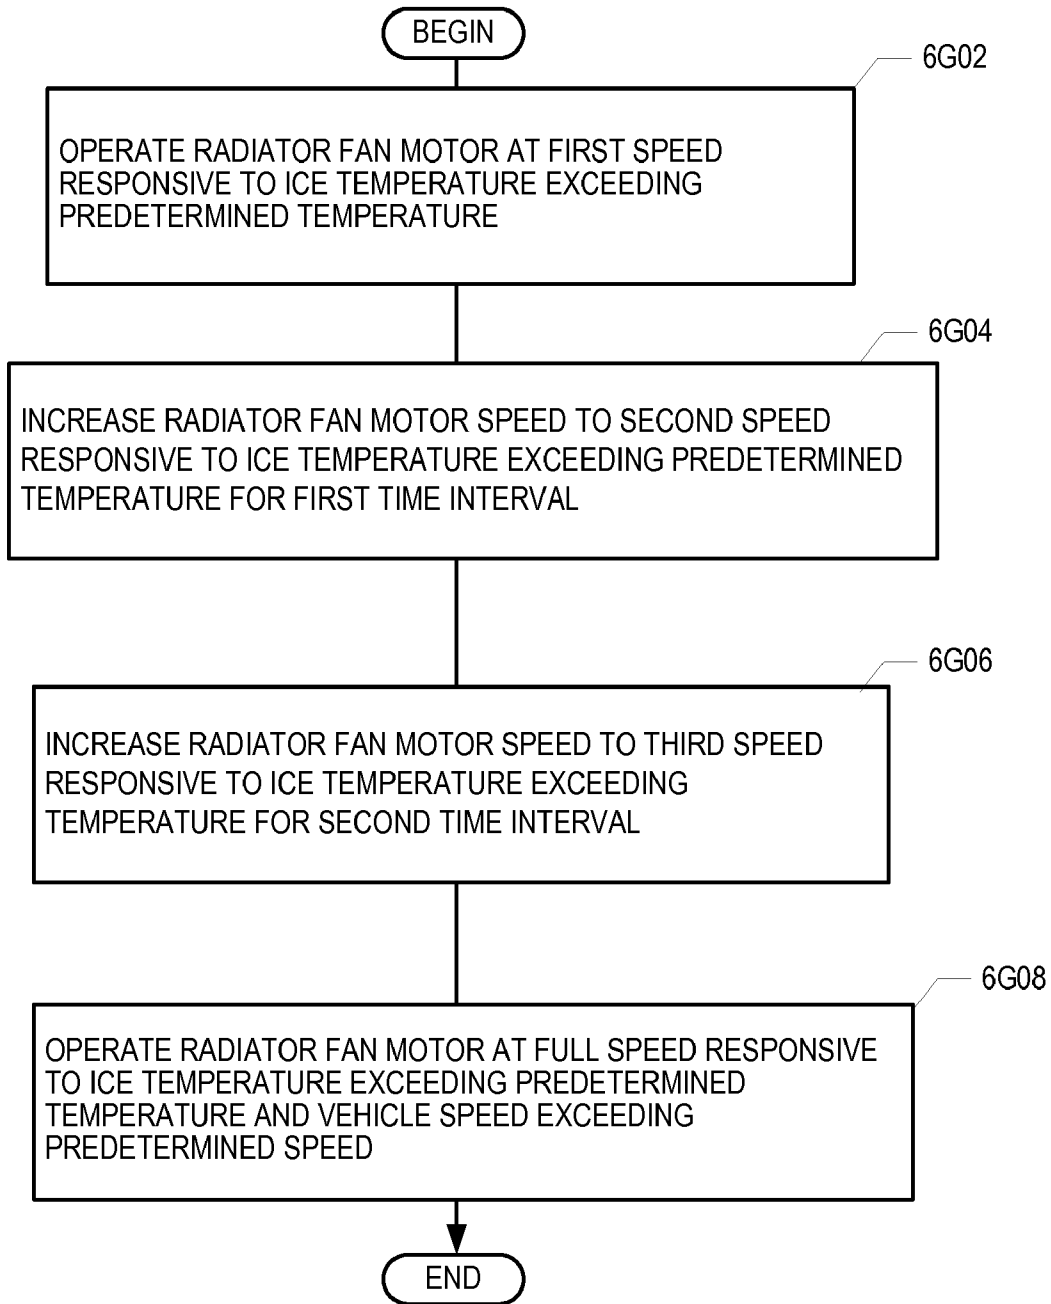 BEGIN
6G02
OPERATE RADIATOR FAN MOTOR AT FIRST SPEED
RESPONSIVE TO ICE TEMPERATURE EXCEEDING
PREDETERMINED TEMPERATURE
6G04
INCREASE RADIATOR FAN MOTOR SPEED TO SECOND SPEED
RESPONSIVE TO ICE TEMPERATURE EXCEEDING PREDETERMINED
TEMPERATURE FOR FIRST TIME INTERVAL
6G06
INCREASE RADIATOR FAN MOTOR SPEED TO THIRD SPEED
RESPONSIVE TO ICE TEMPERATURE EXCEEDING
TEMPERATURE FOR SECOND TIME INTERVAL
6G08
OPERATE RADIATOR FAN MOTOR AT FULL SPEED RESPONSIVE
TO ICE TEMPERATURE EXCEEDING PREDETERMINED
TEMPERATURE AND VEHICLE SPEED EXCEEDING
PREDETERMINED SPEED
END